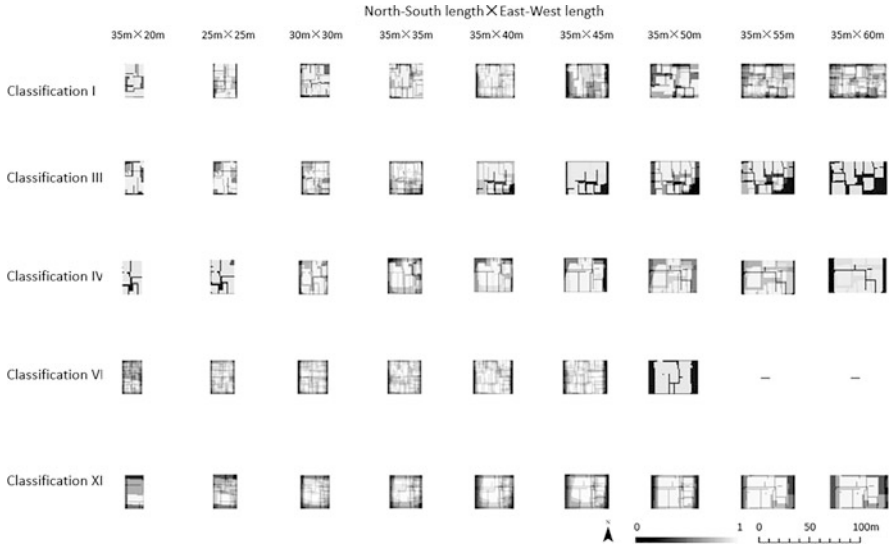 North-South length×East-West length
35m×20m 25m×25m 30m×30m 35m×35m 35m×40m 35m×45m 35m×50m 35m×55m 35m×60m
Classification I
Classification III
Classification IV
Classification VI — —
Classification XI
N
0 1 0 50 100m